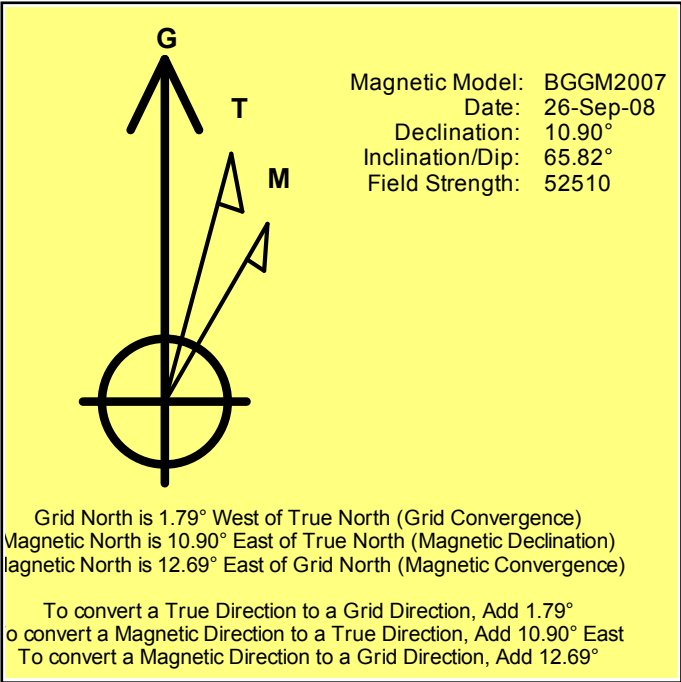 G
T
M
Magnetic Model: BGGM2007
Date: 26-Sep-08
Declination: 10.90°
Inclination/Dip: 65.82°
Field Strength: 52510
Grid North is 1.79° West of True North (Grid Convergence)
Magnetic North is 10.90° East of True North (Magnetic Declination)
agnetic North is 12.69° East of Grid North (Magnetic Convergence)
To convert a True Direction to a Grid Direction, Add 1.79°
o convert a Magnetic Direction to a True Direction, Add 10.90° East
To convert a Magnetic Direction to a Grid Direction, Add 12.69°